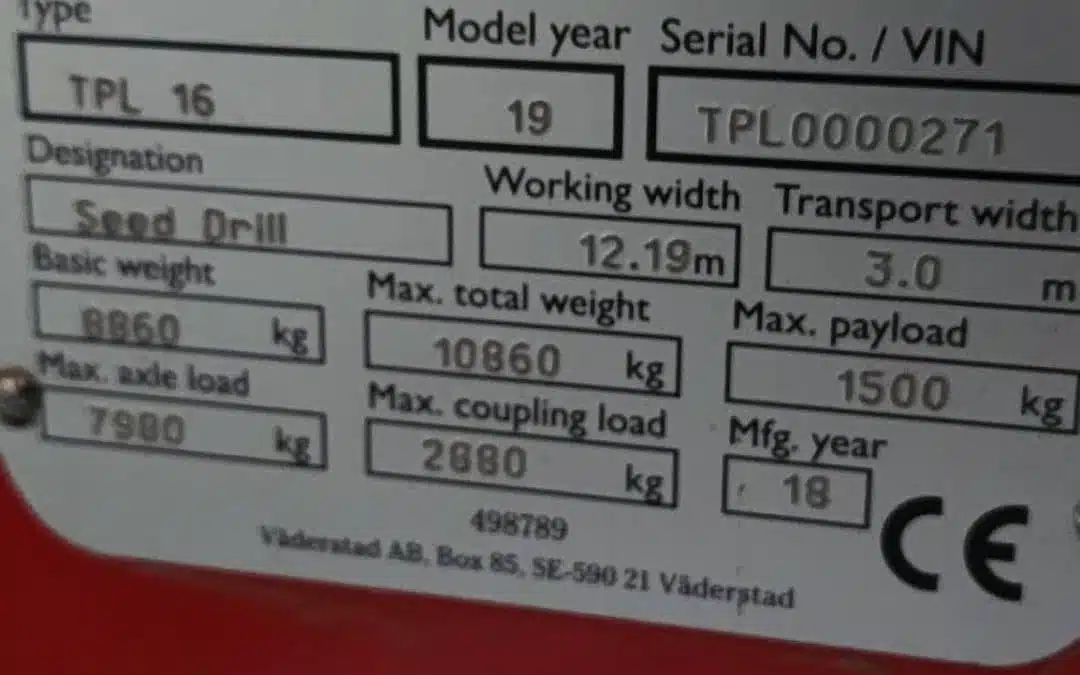 Type Model year Serial No. / VIN
TPL 16 19 TPL0000271
Designation Working width Transport width
Seed Drill 12.19m 3.0 m
Basic weight Max. total weight Max. payload
8860 kg 10860 kg 1500 kg
Max. axle load Max. coupling load Mfg. year
7980 kg 2880 kg 18
CE
498789
Väderstad AB, Box 85, SE-590 21 Väderstad